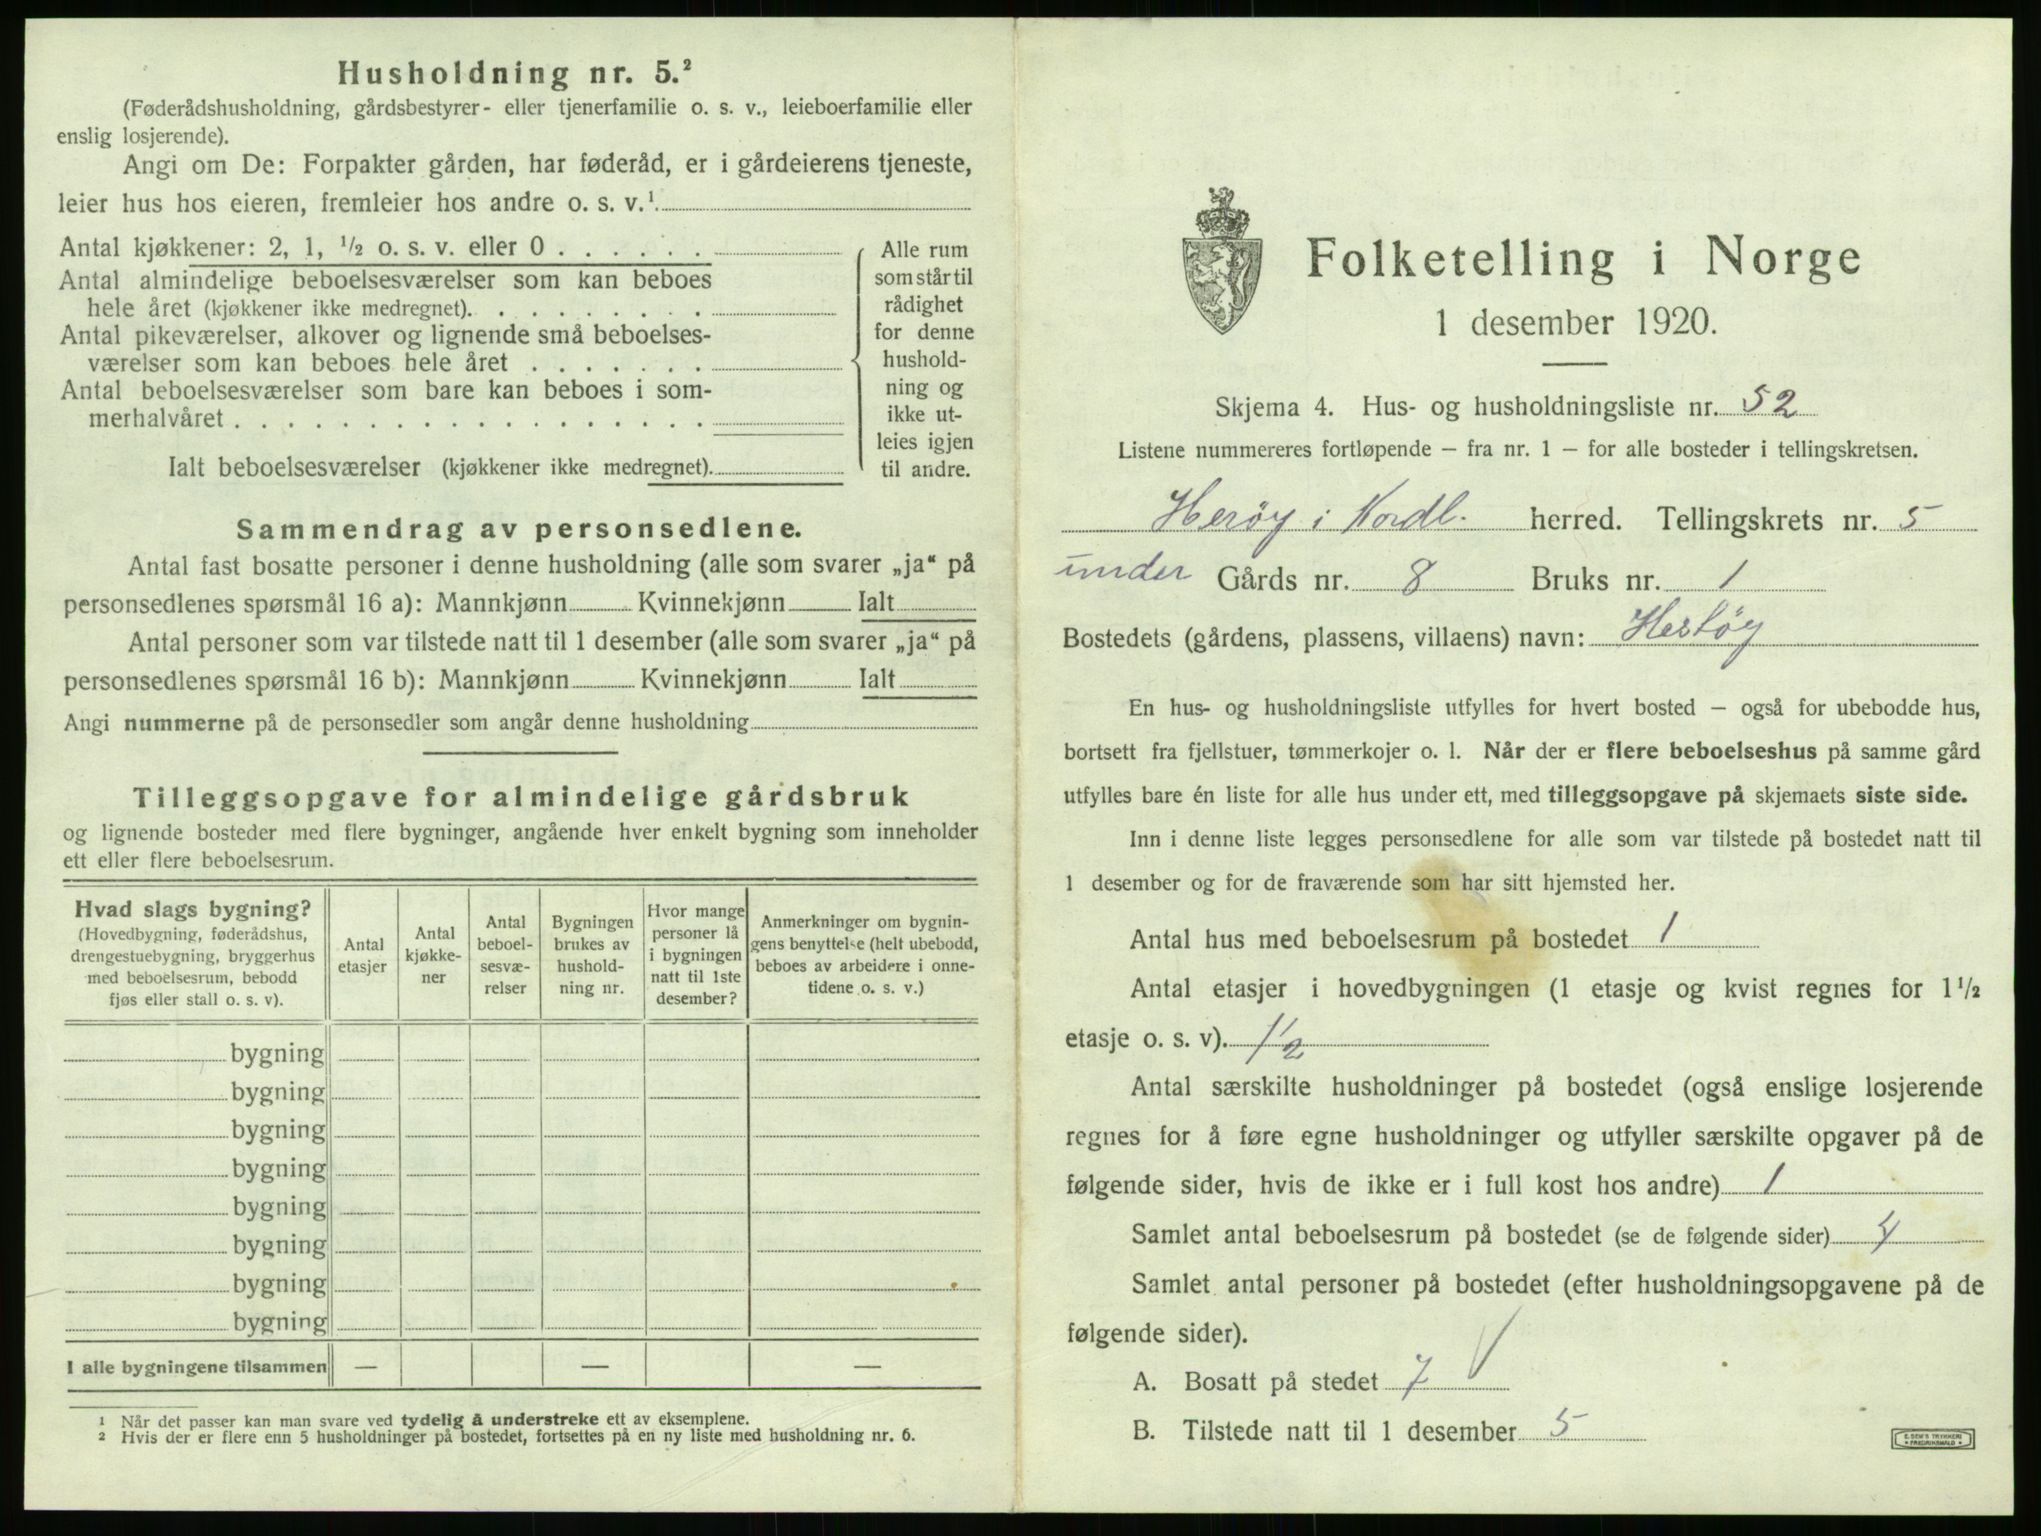 Husholdning nr. 5.²
(Føderådshusholdning, gårdsbestyrer- eller tjenerfamilie o. s. v., leieboerfamilie eller
enslig losjerende).
Angi om De: Forpakter gården, har føderåd, er i gårdeierens tjeneste,
leier hus hos eieren, fremleier hos andre o. s. v.¹
Antal kjøkkener: 2, 1, ½ o. s. v. eller 0 . . . . . .
Antal almindelige beboelsesværelser som kan beboes
hele året (kjøkkener ikke medregnet). . . . . . . . .
Antal pikeværelser, alkover og lignende små beboelses-
værelser som kan beboes hele året . . . . . . .
Antal beboelsesværelser som bare kan beboes i som-
merhalvåret . . . . . . . . . . . . . . . . . .
Ialt beboelsesværelser (kjøkkener ikke medregnet).
Alle rum
som står til
rådighet
for denne
hushold-
ning og
ikke ut-
leies igjen
til andre.
Sammendrag av personsedlene.
Antal fast bosatte personer i denne husholdning (alle som svarer „ja“ på
personsedlenes spørsmål 16 a): Mannkjønn Kvinnekjønn Ialt
Antal personer som var tilstede natt til 1 desember (alle som svarer „ja“ på
personsedlenes spørsmål 16 b): Mannkjønn Kvinnekjønn Ialt
Angi nummerne på de personsedler som angår denne husholdning
Tilleggsopgave for almindelige gårdsbruk
og lignende bosteder med flere bygninger, angående hver enkelt bygning som inneholder
ett eller flere beboelsesrum.
Hvad slags bygning?
(Hovedbygning, føderådshus,
drengestuebygning, bryggerhus
med beboelsesrum, bebodd
fjøs eller stall o. s. v).
Antal
etasjer
Antal
kjøkke-
ner
Antal
beboel-
sesvæ-
relser
Bygningen
brukes av
hushold-
ning nr.
Hvor mange
personer lå
i bygningen
natt til 1ste
desember?
Anmerkninger om bygnin-
gens benyttelse (helt ubebodd,
beboes av arbeidere i onne-
tidene o. s. v.)
bygning
bygning
bygning
bygning
bygning
bygning
bygning
bygning
I alle bygningene tilsammen — — —
¹ Når det passer kan man svare ved tydelig å understreke ett av eksemplene.
² Hvis der er flere enn 5 husholdninger på bostedet, fortsettes på en ny liste med husholdning nr. 6.
Folketelling i Norge
1 desember 1920.
Skjema 4. Hus- og husholdningsliste nr. 52
Listene nummereres fortløpende — fra nr. 1 — for alle bosteder i tellingskretsen.
Herøy i Nordl. herred. Tellingskrets nr. 5
under Gårds nr. 8 Bruks nr. 1
Bostedets (gårdens, plassens, villaens) navn: Hestøy
En hus- og husholdningsliste utfylles for hvert bosted — også for ubebodde hus,
bortsett fra fjellstuer, tømmerkojer o. l. Når der er flere beboelseshus på samme gård
utfylles bare én liste for alle hus under ett, med tilleggsopgave på skjemaets siste side.
Inn i denne liste legges personsedlene for alle som var tilstede på bostedet natt til
1 desember og for de fraværende som har sitt hjemsted her.
Antal hus med beboelsesrum på bostedet 1
Antal etasjer i hovedbygningen (1 etasje og kvist regnes for 1½
etasje o. s. v). 1½
Antal særskilte husholdninger på bostedet (også enslige losjerende
regnes for å føre egne husholdninger og utfyller særskilte opgaver på de
følgende sider, hvis de ikke er i full kost hos andre) 1
Samlet antal beboelsesrum på bostedet (se de følgende sider) 4
Samlet antal personer på bostedet (efter husholdningsopgavene på de
følgende sider).
A. Bosatt på stedet 7
B. Tilstede natt til 1 desember 5
E. SEM'S TRYKKERI
FREDRIKSHALD